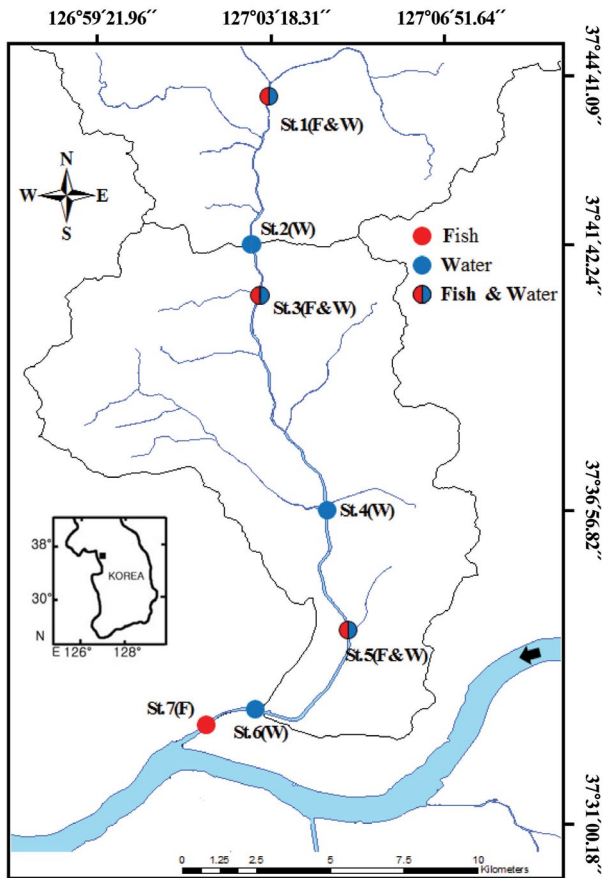 126°59′21.96″ 127°03′18.31″ 127°06′51.64″
37°44′41.09″
St.1(F&W)
N
W E
S
St.2(W)
37°41′42.24″
Fish
Water
Fish & Water
St.3(F&W)
St.4(W)
37°36′56.82″
38°
KOREA
30°
N
E 126° 128°
St.5(F&W)
St.7(F)
St.6(W)
37°31′00.18″
0 1.25 2.5 5 7.5 10
Kilometers